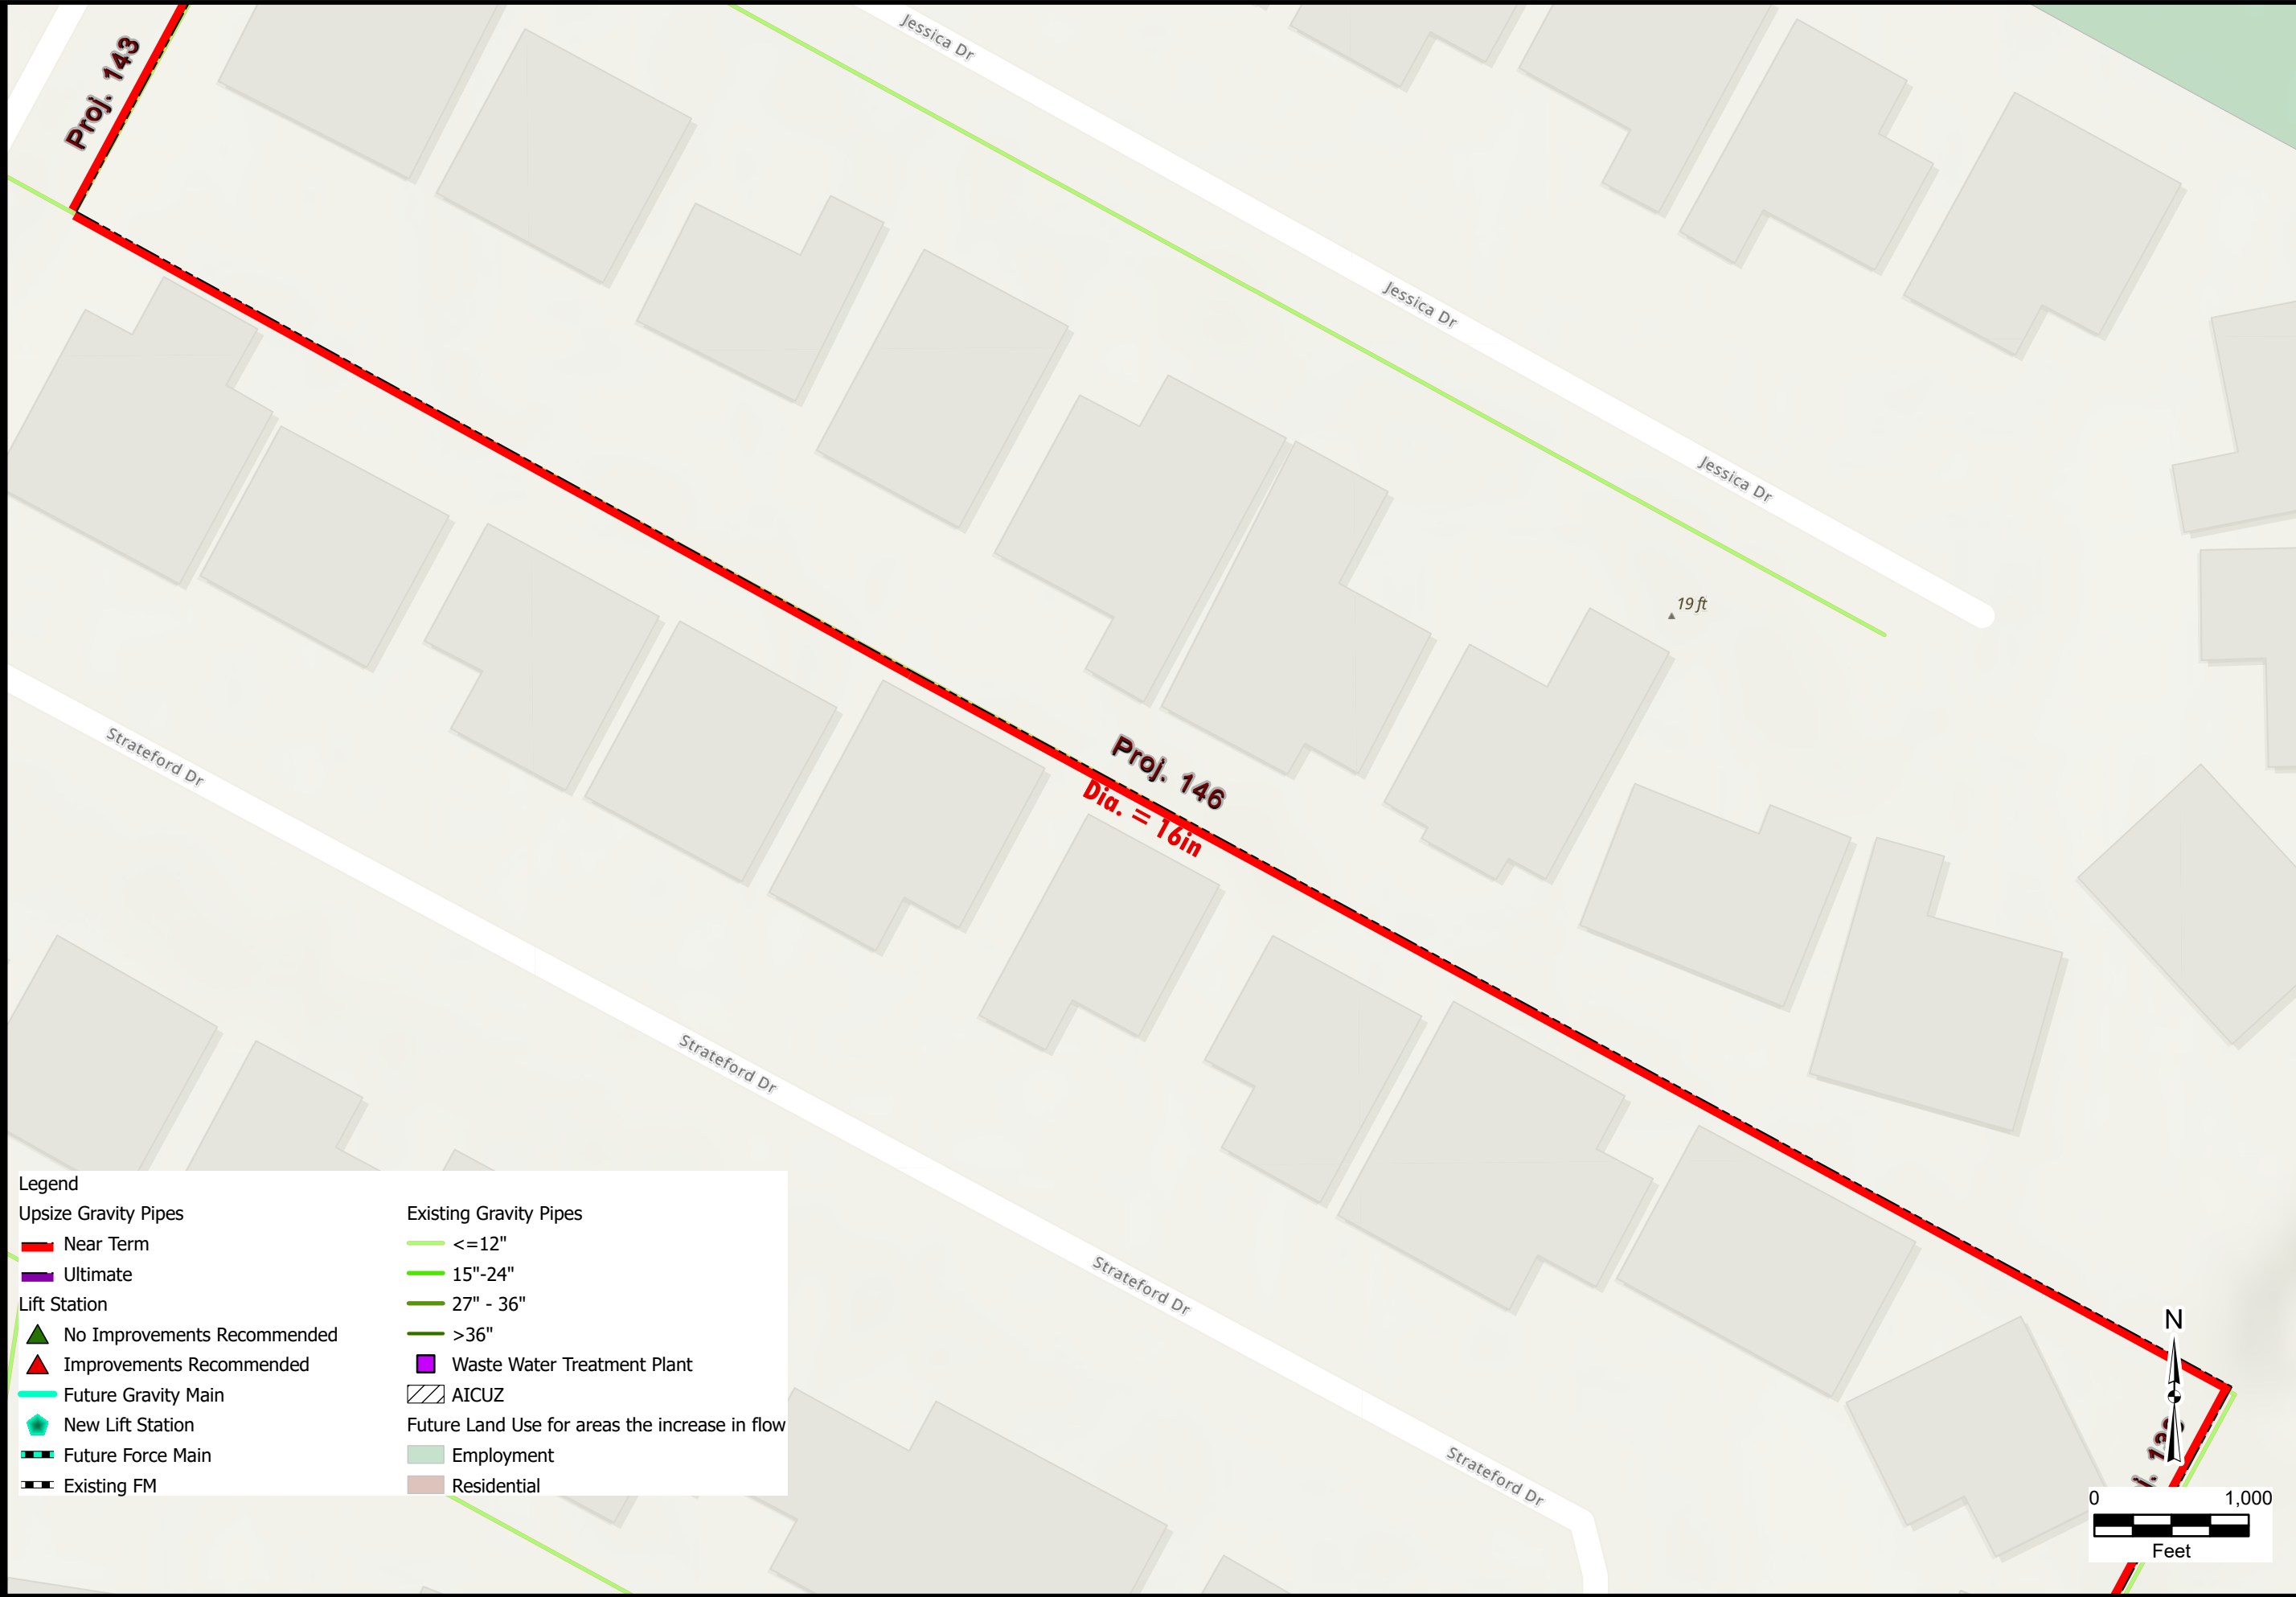 Jessica Dr
Proj. 143
Jessica Dr
Jessica Dr
19 ft
Strateford Dr
Proj. 146
Dia. = 16in
Strateford Dr
Strateford Dr
Strateford Dr
N
Legend
Upsize Gravity Pipes
Near Term
Ultimate
Lift Station
No Improvements Recommended
Improvements Recommended
Future Gravity Main
New Lift Station
Future Force Main
Existing FM
Existing Gravity Pipes
<=12"
15"-24"
27" - 36"
>36"
Waste Water Treatment Plant
AICUZ
Future Land Use for areas the increase in flow
Employment
Residential
0 1,000
Feet